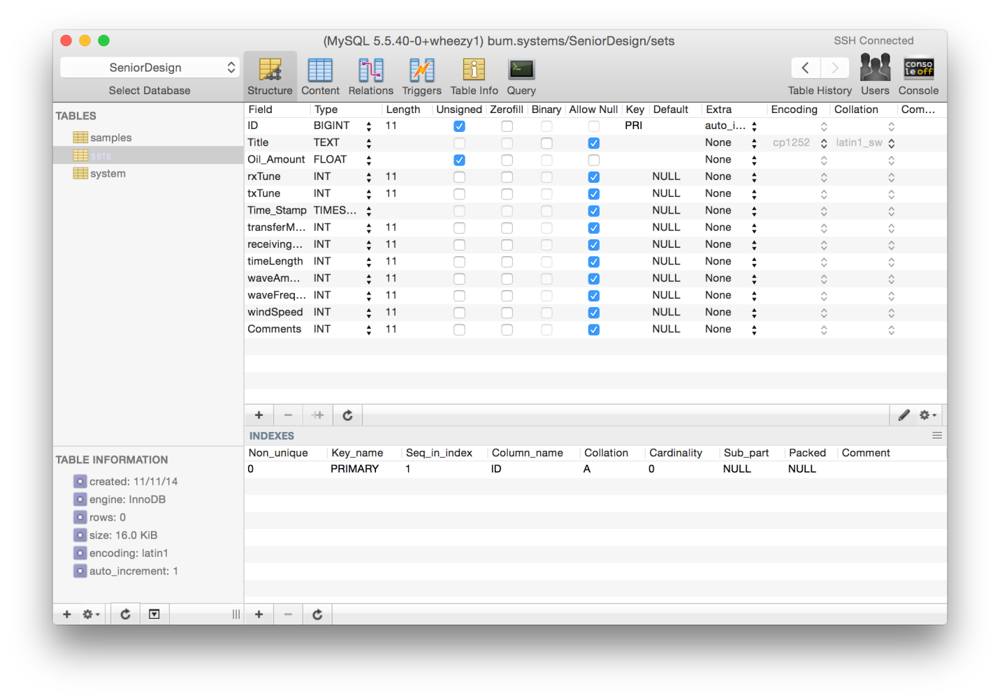 (MySQL 5.5.40-0+wheezy1) bum.systems/SeniorDesign/sets
SSH Connected
SeniorDesign
Select Database
Structure Content Relations Triggers Table Info Query
conso
le off
Table History Users Console
TABLES
samples
sets
system
Field Type Length Unsigned Zerofill Binary Allow Null Key Default Extra Encoding Collation Com...
ID BIGINT 11 PRI auto_i...
Title TEXT None cp1252 latin1_sw
Oil_Amount FLOAT None
rxTune INT 11 NULL None
txTune INT 11 NULL None
Time_Stamp TIMES... NULL None
transferM... INT 11 NULL None
receiving... INT 11 NULL None
timeLength INT 11 NULL None
waveAm... INT 11 NULL None
waveFreq... INT 11 NULL None
windSpeed INT 11 NULL None
Comments INT 11 NULL None
INDEXES
Non_unique Key_name Seq_in_index Column_name Collation Cardinality Sub_part Packed Comment
0 PRIMARY 1 ID A 0 NULL NULL
TABLE INFORMATION
created: 11/11/14
engine: InnoDB
rows: 0
size: 16.0 KiB
encoding: latin1
auto_increment: 1